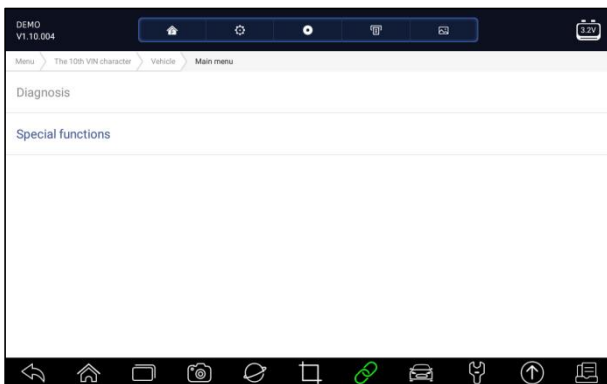 DEMO
V1.10.004
3.2V
Menu The 10th VIN character Vehicle Main menu
Diagnosis
Special functions